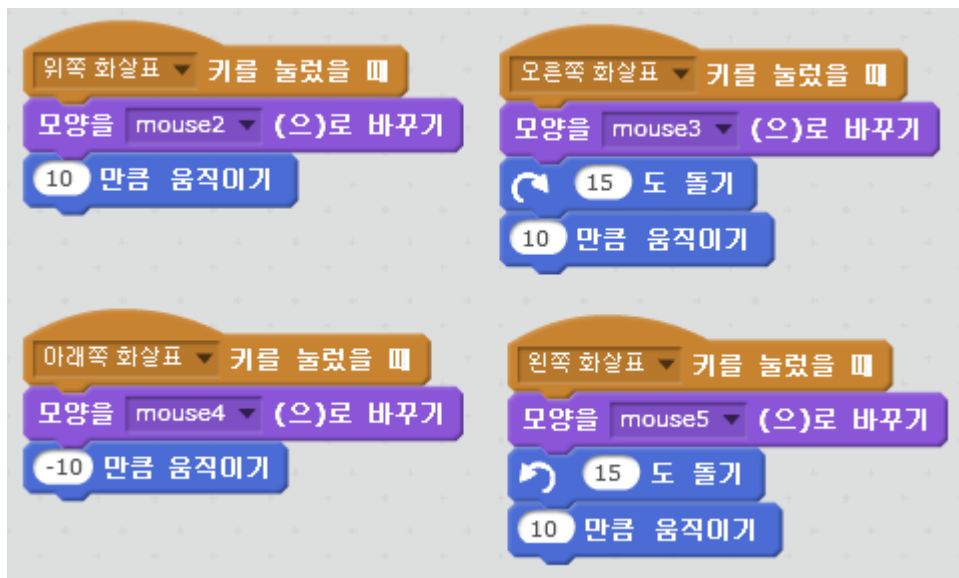 위쪽 화살표 키를 눌렀을 때
모양을 mouse2 (으)로 바꾸기
10 만큼 움직이기
오른쪽 화살표 키를 눌렀을 때
모양을 mouse3 (으)로 바꾸기
15 도 돌기
10 만큼 움직이기
아래쪽 화살표 키를 눌렀을 때
모양을 mouse4 (으)로 바꾸기
-10 만큼 움직이기
왼쪽 화살표 키를 눌렀을 때
모양을 mouse5 (으)로 바꾸기
15 도 돌기
10 만큼 움직이기